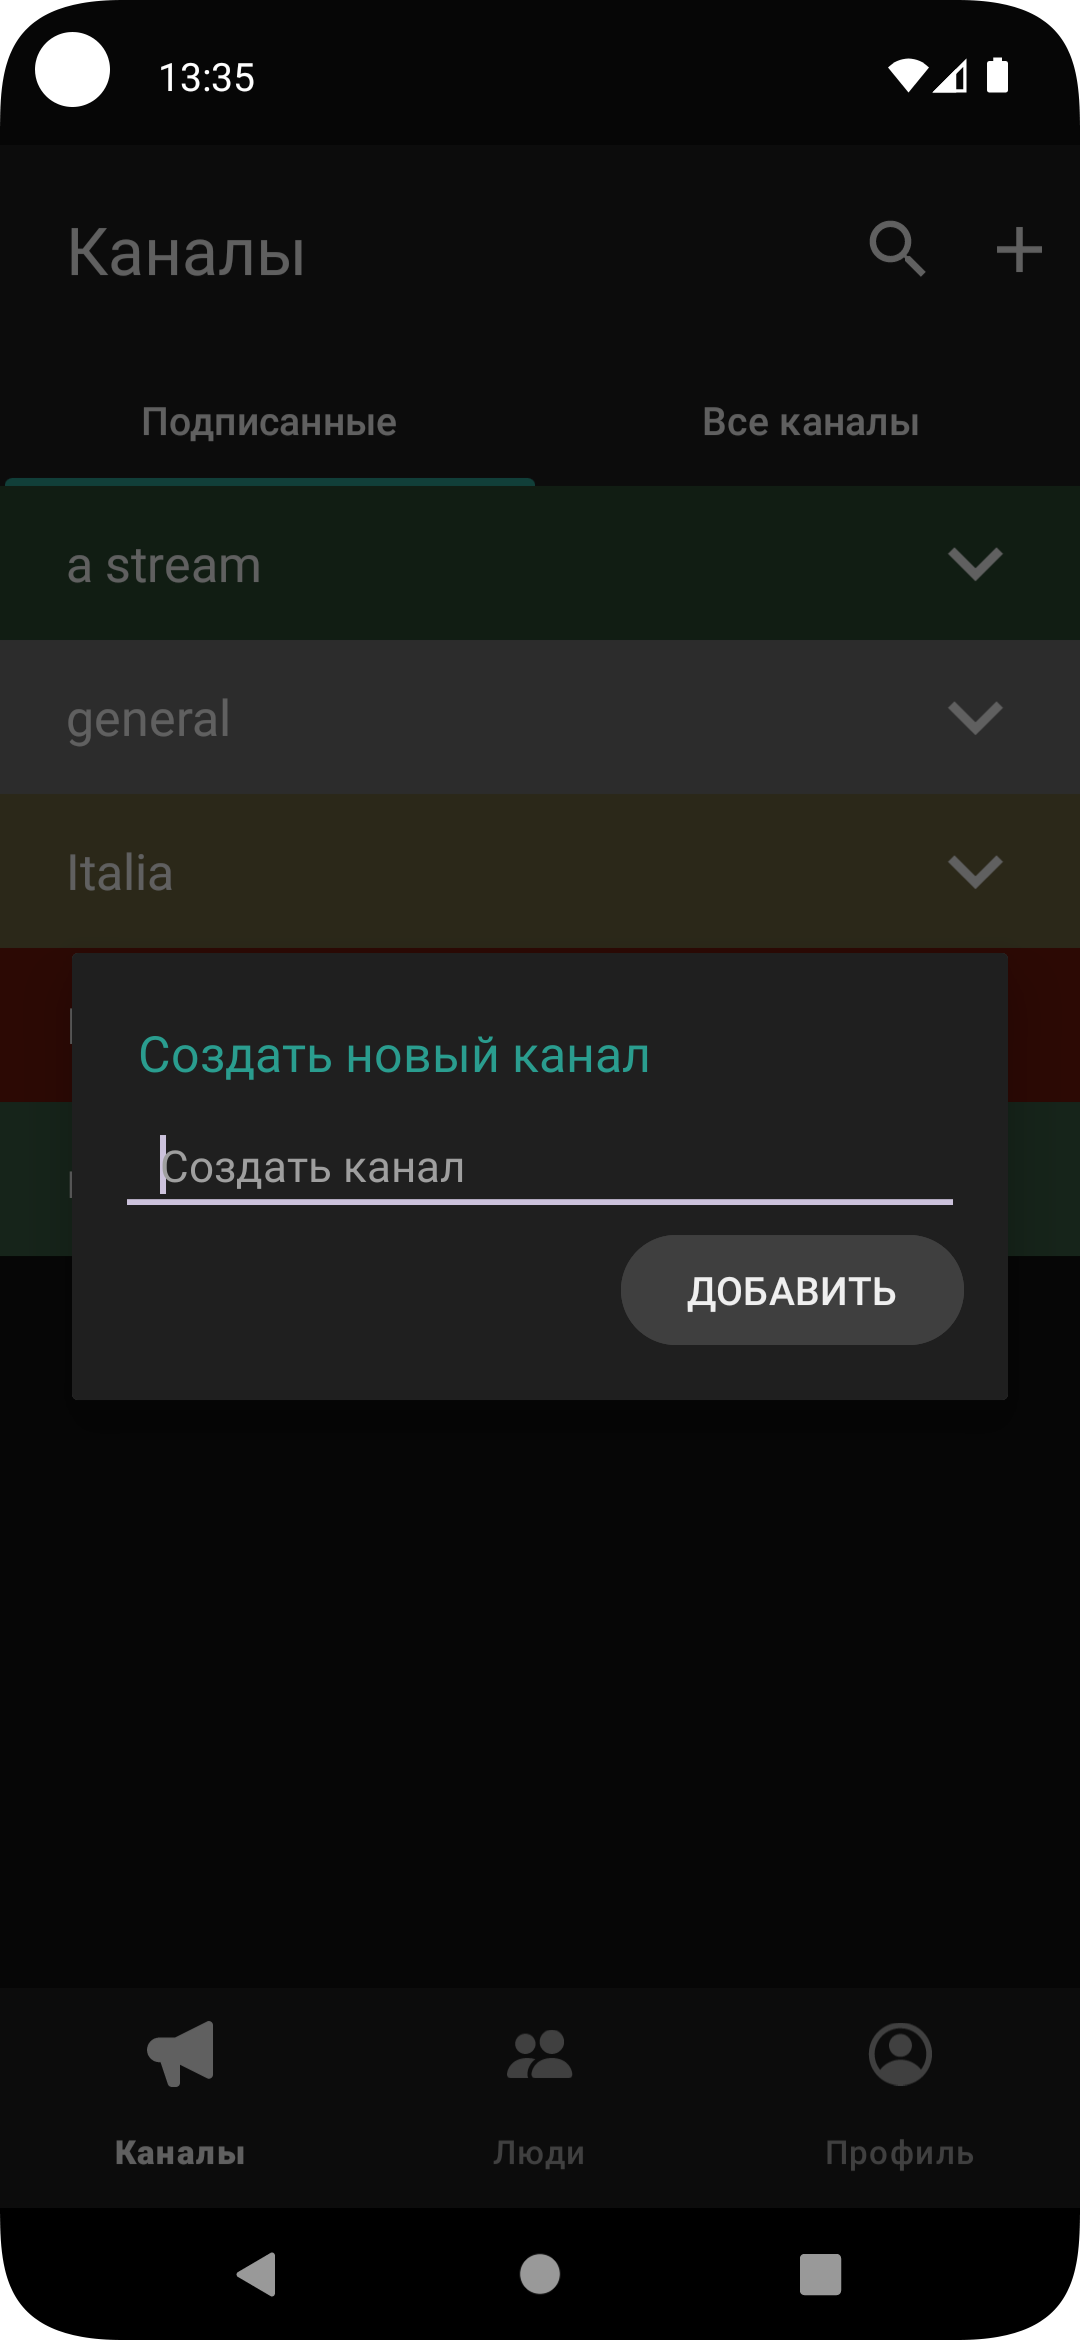 13:35
Каналы
Подписанные
Все каналы
a stream
general
Italia
Создать новый канал
Создать канал
ДОБАВИТЬ
Каналы
Люди
Профиль